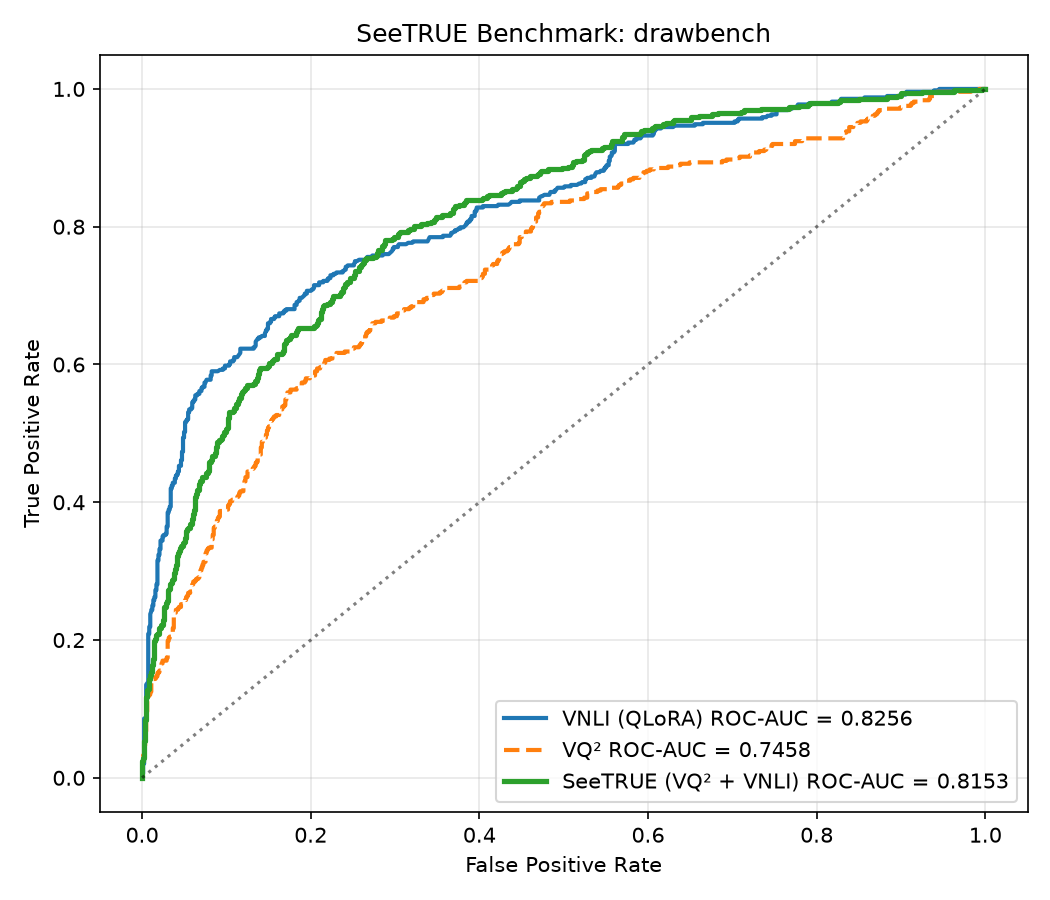 SeeTRUE Benchmark: drawbench
1.0
0.8
0.6
0.4
0.2
0.0
True Positive Rate
VNLI (QLoRA) ROC-AUC = 0.8256
VQ² ROC-AUC = 0.7458
SeeTRUE (VQ² + VNLI) ROC-AUC = 0.8153
0.0 0.2 0.4 0.6 0.8 1.0
False Positive Rate